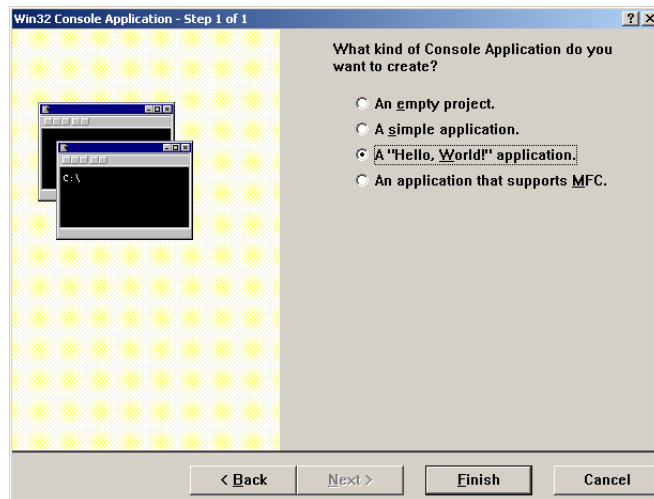 Win32 Console Application - Step 1 of 1
What kind of Console Application do you
want to create?
An empty project.
A simple application.
A "Hello, World!" application.
An application that supports MFC.
C:\
< Back
Next >
Finish
Cancel